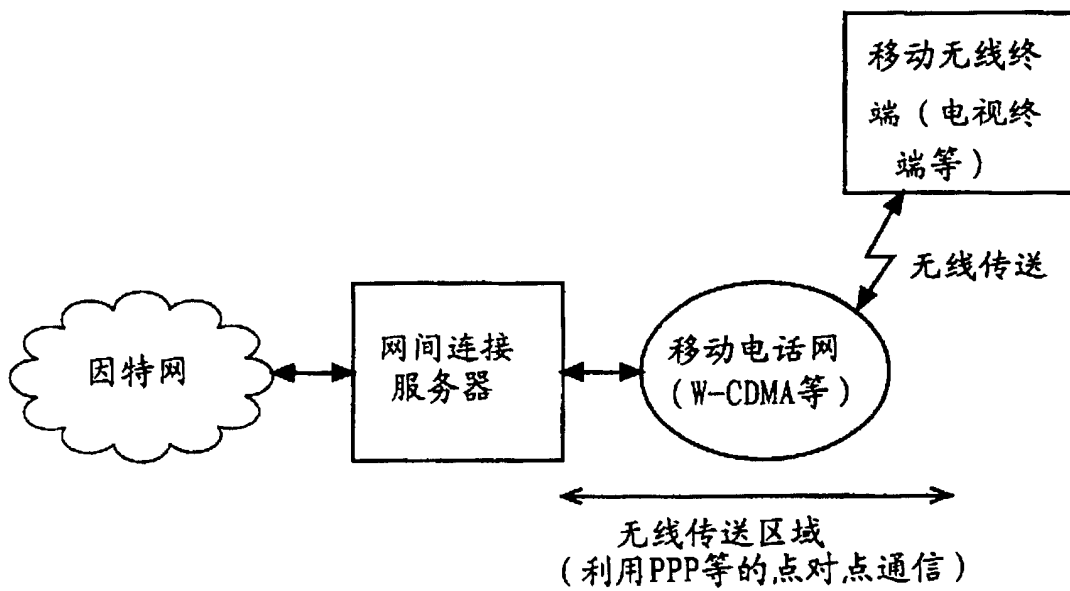 移动无线终
端（电视终
端等）
无线传送
因特网
网间连接
服务器
移动电话网
（W-CDMA等）
无线传送区域
（利用PPP等的点对点通信）